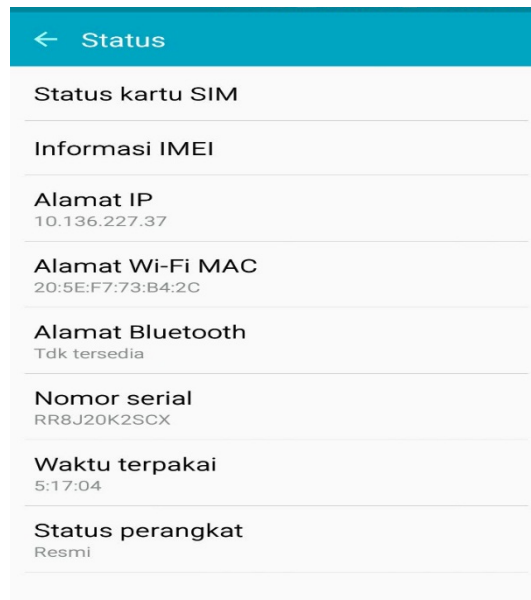 Status
Status kartu SIM
Informasi IMEI
Alamat IP
10.136.227.37
Alamat Wi-Fi MAC
20:5E:F7:73:B4:2C
Alamat Bluetooth
Tdk tersedia
Nomor serial
RR8J20K2SCX
Waktu terpakai
5:17:04
Status perangkat
Resmi